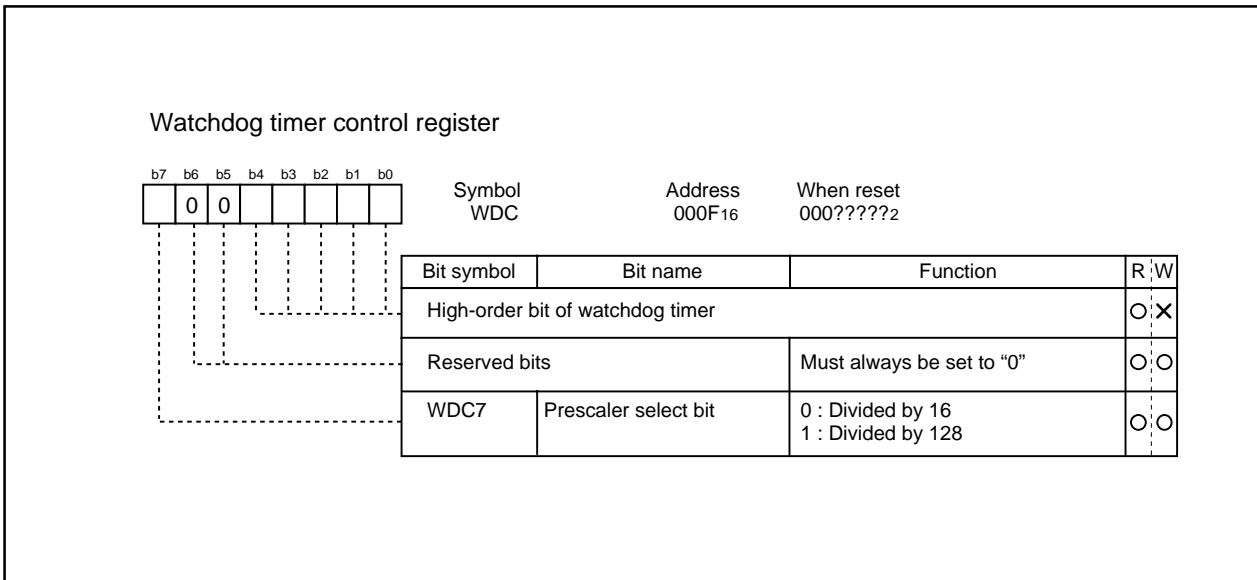 Watchdog timer control register
b7 b6 b5 b4 b3 b2 b1 b0
0 0
Symbol Address When reset
WDC 000F16 000?????2
Bit symbol Bit name Function R W
High-order bit of watchdog timer O X
Reserved bits Must always be set to “0” O O
WDC7 Prescaler select bit 0 : Divided by 16 O O
1 : Divided by 128